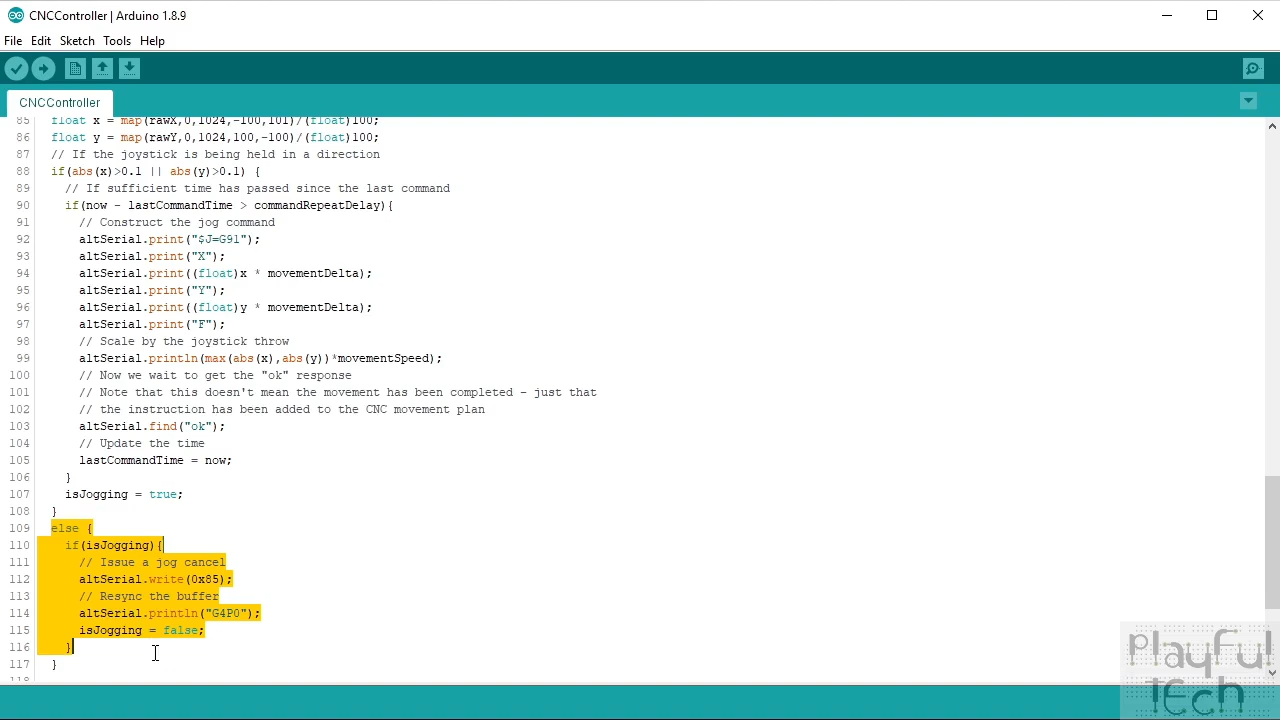 CNCController | Arduino 1.8.9
File Edit Sketch Tools Help
CNCController
85 float x = map(rawX,0,1024,-100,101)/(float)100;
86 float y = map(rawY,0,1024,100,-100)/(float)100;
87 // If the joystick is being held in a direction
88 if(abs(x)>0.1 || abs(y)>0.1) {
89 // If sufficient time has passed since the last command
90 if(now - lastCommandTime > commandRepeatDelay){
91 // Construct the jog command
92 altSerial.print("$J=G91");
93 altSerial.print("X");
94 altSerial.print((float)x * movementDelta);
95 altSerial.print("Y");
96 altSerial.print((float)y * movementDelta);
97 altSerial.print("F");
98 // Scale by the joystick throw
99 altSerial.println(max(abs(x),abs(y))*movementSpeed);
100 // Now we wait to get the "ok" response
101 // Note that this doesn't mean the movement has been completed - just that
102 // the instruction has been added to the CNC movement plan
103 altSerial.find("ok");
104 // Update the time
105 lastCommandTime = now;
106 }
107 isJogging = true;
108 }
109 else {
110 if(isJogging){
111 // Issue a jog cancel
112 altSerial.write(0x85);
113 // Resync the buffer
114 altSerial.println("G4P0");
115 isJogging = false;
116 }
117 }
118
Playful
tEch